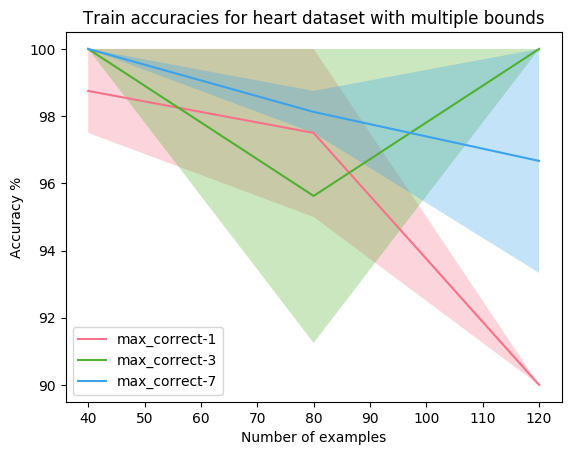 Train accuracies for heart dataset with multiple bounds
Accuracy %
100
98
96
94
92
90
max_correct-1
max_correct-3
max_correct-7
40 50 60 70 80 90 100 110 120
Number of examples